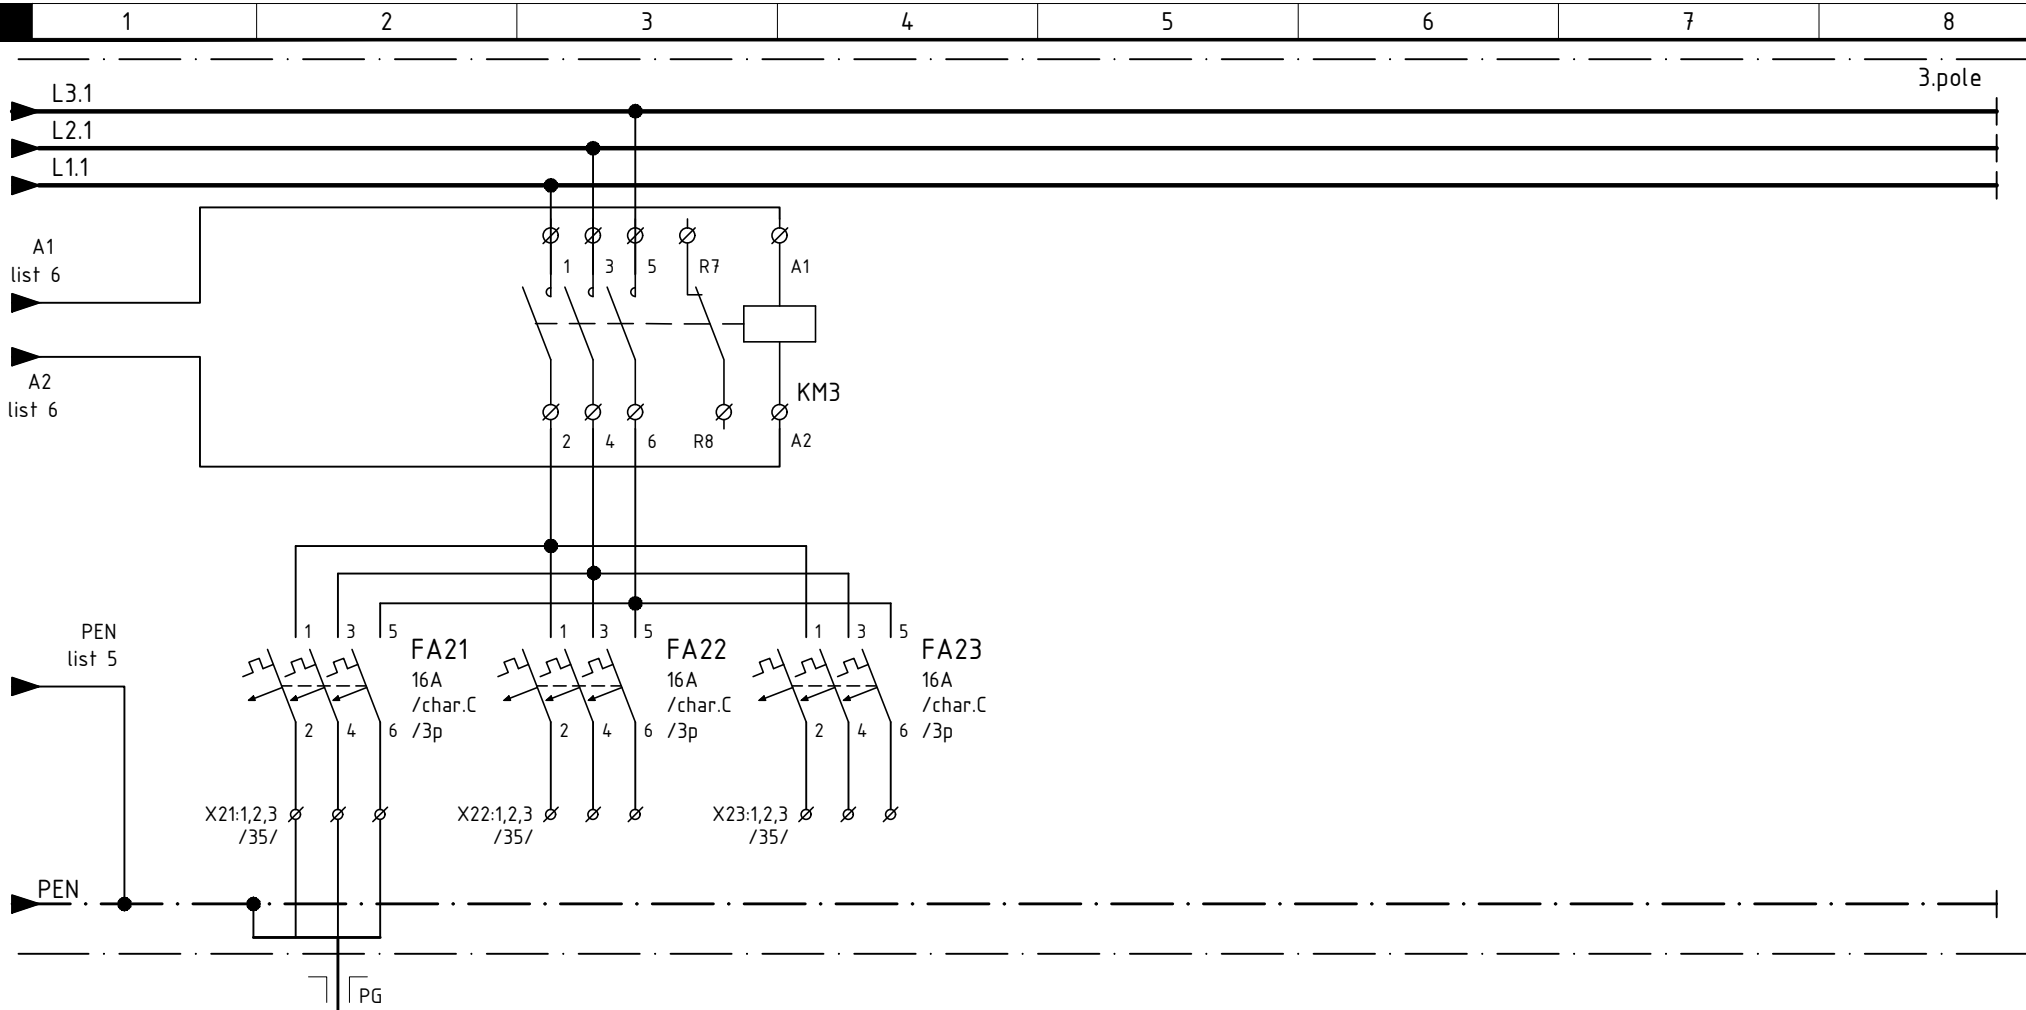 1 2 3 4 5 6 7 8
3.pole
L3.1
L2.1
L1.1
A1
list 6
1 3 5 R7 A1
A2
list 6
KM3
2 4 6 R8 A2
PEN
list 5
1 3 5
FA21
16A
/char.C
/3p
2 4 6
1 3 5
FA22
16A
/char.C
/3p
2 4 6
1 3 5
FA23
16A
/char.C
/3p
2 4 6
X21:1,2,3
/35/
X22:1,2,3
/35/
X23:1,2,3
/35/
PEN
PG